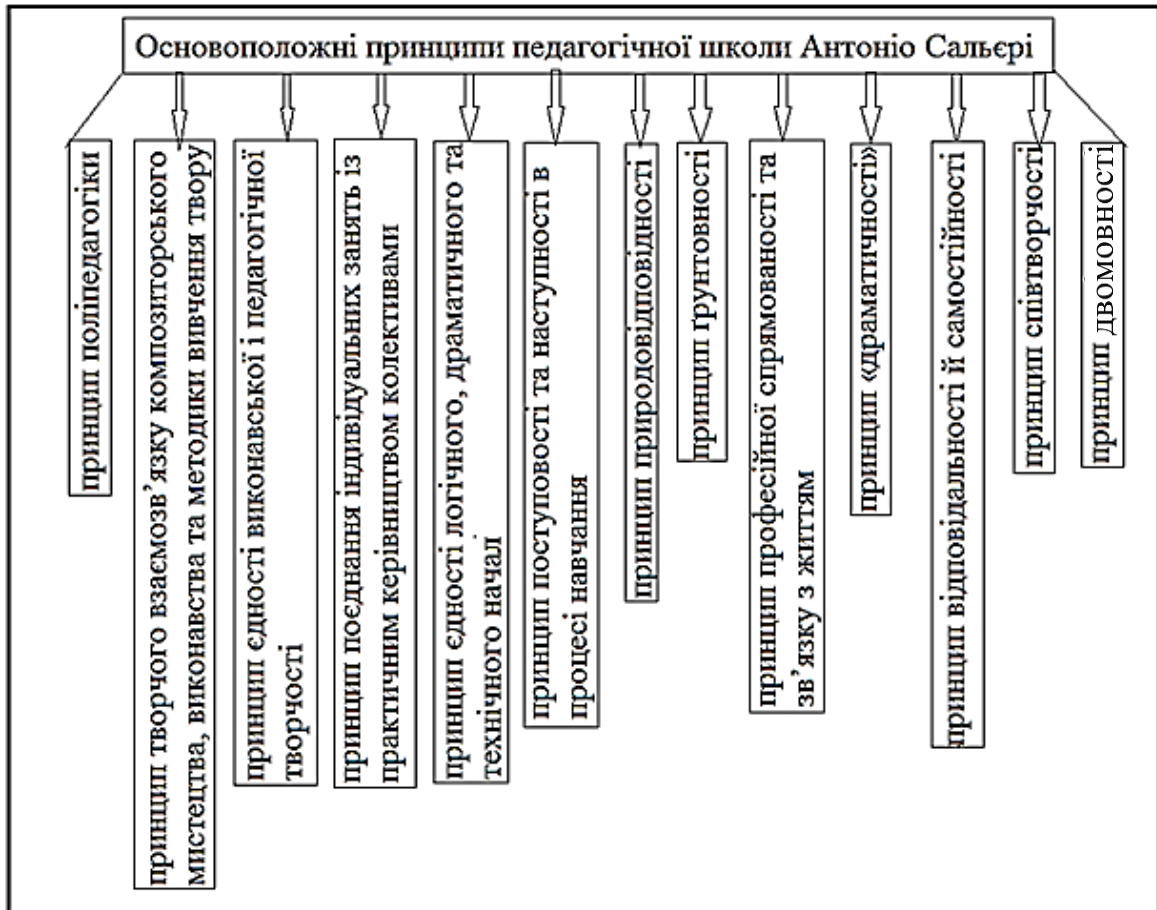 Основоположні принципи педагогічної школи Антоніо Сальєрі
принцип поліпедагогіки
принцип творчого взаємозв’язку композиторського
мистецтва, виконавства та методики вивчення твору
принцип єдності виконавської і педагогічної
творчості
принцип поєднання індивідуальних занять із
практичним керівництвом колективами
принцип єдності логічного, драматичного та
технічного начал
принцип поступовості та наступності в
процесі навчання
принцип природовідповідності
принцип ґрунтовності
принцип професійної спрямованості та
зв’язку з життям
принцип «драматичності»
принцип відповідальності й самостійності
принцип співтворчості
принцип двомовності